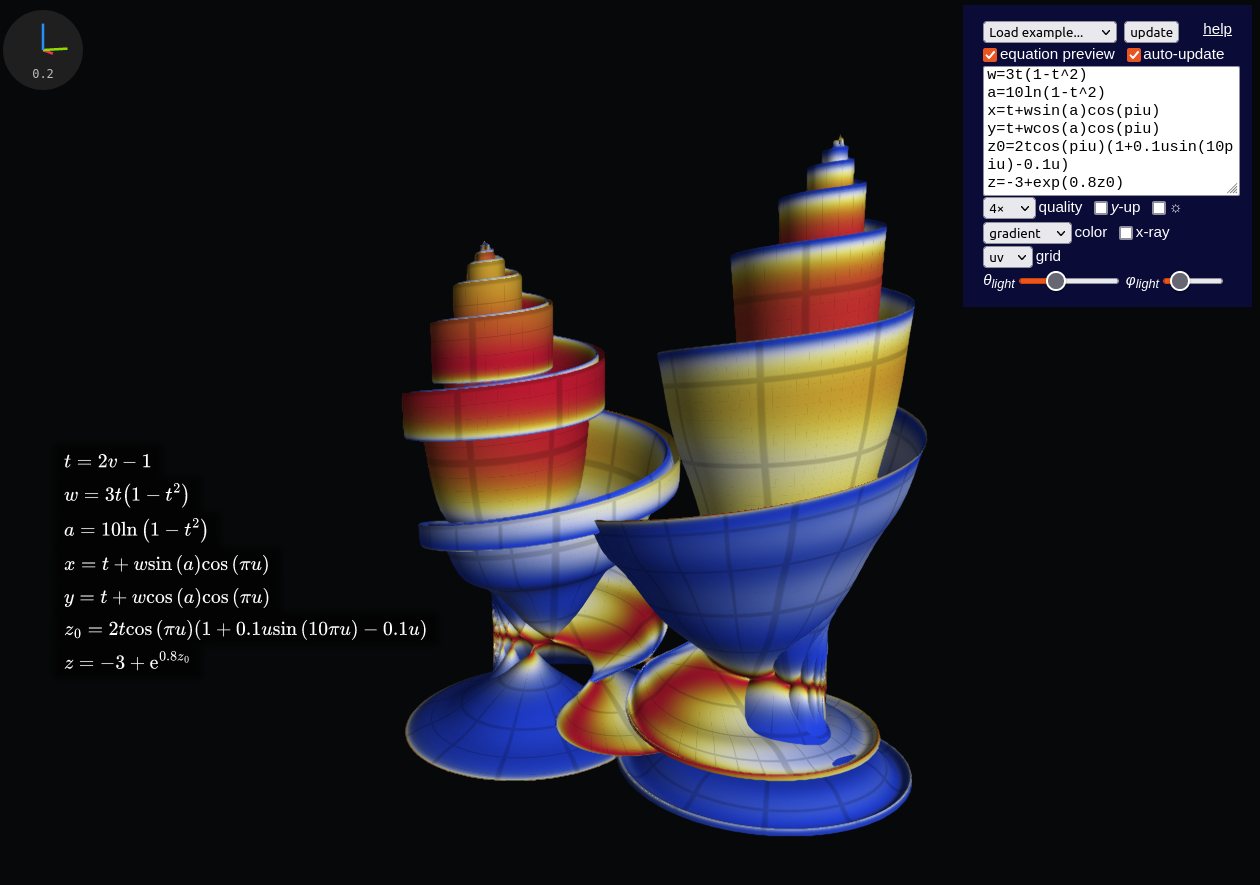 0.2
Load example... update help
equation preview auto-update
w=3t(1-t^2)
a=10ln(1-t^2)
x=t+wsin(a)cos(piu)
y=t+wcos(a)cos(piu)
z0=2tcos(piu)(1+0.1usin(10p
iu)-0.1u)
z=-3+exp(0.8z0)
4× quality y-up ☼
gradient color x-ray
uv grid
θlight φlight
t = 2v − 1
w = 3t(1 − t²)
a = 10ln (1 − t²)
x = t + wsin (a)cos (πu)
y = t + wcos (a)cos (πu)
z₀ = 2tcos (πu)(1 + 0.1usin (10πu) − 0.1u)
z = −3 + e^0.8z₀